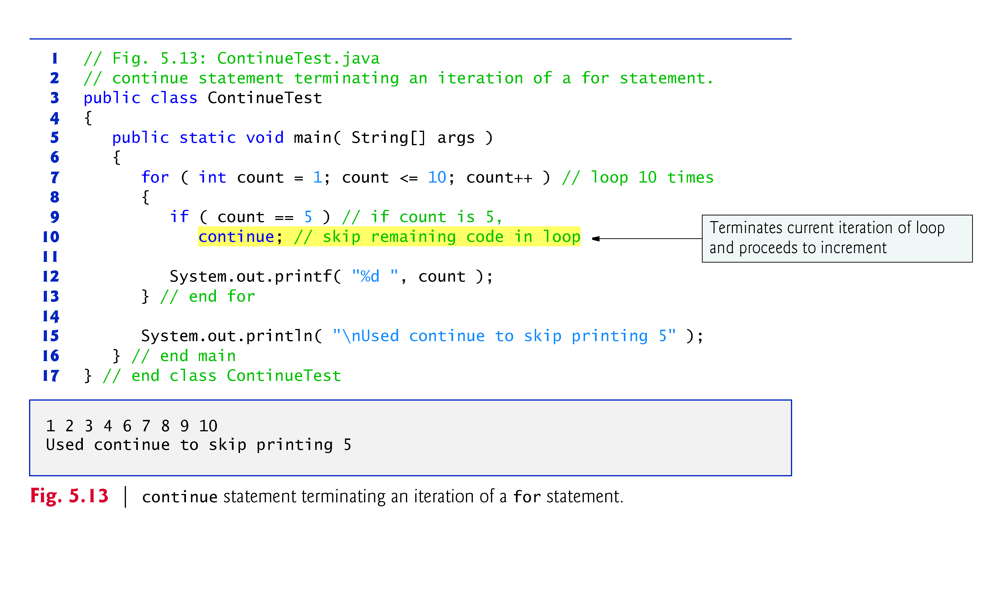 1 // Fig. 5.13: ContinueTest.java
2 // continue statement terminating an iteration of a for statement.
3 public class ContinueTest
4 {
5    public static void main( String[] args )
6    {
7       for ( int count = 1; count <= 10; count++ ) // loop 10 times
8       {
9          if ( count == 5 ) // if count is 5,
10            continue; // skip remaining code in loop
Terminates current iteration of loop
and proceeds to increment
11
12         System.out.printf( "%d ", count );
13      } // end for
14
15      System.out.println( "\nUsed continue to skip printing 5" );
16   } // end main
17 } // end class ContinueTest
1 2 3 4 6 7 8 9 10
Used continue to skip printing 5
Fig. 5.13 | continue statement terminating an iteration of a for statement.